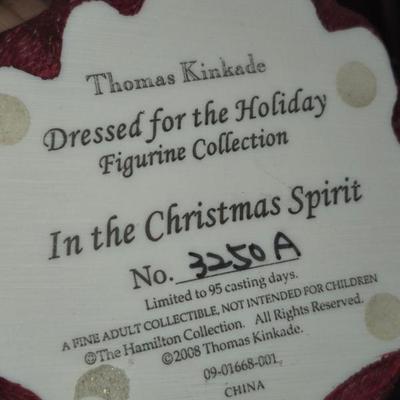 Thomas Kinkade
Dressed for the Holiday
Figurine Collection
In the Christmas Spirit
No. 3250A
Limited to 95 casting days.
A FINE ADULT COLLECTIBLE, NOT INTENDED FOR CHILDREN
©The Hamilton Collection. All Rights Reserved.
©2008 Thomas Kinkade.
09-01668-001
CHINA